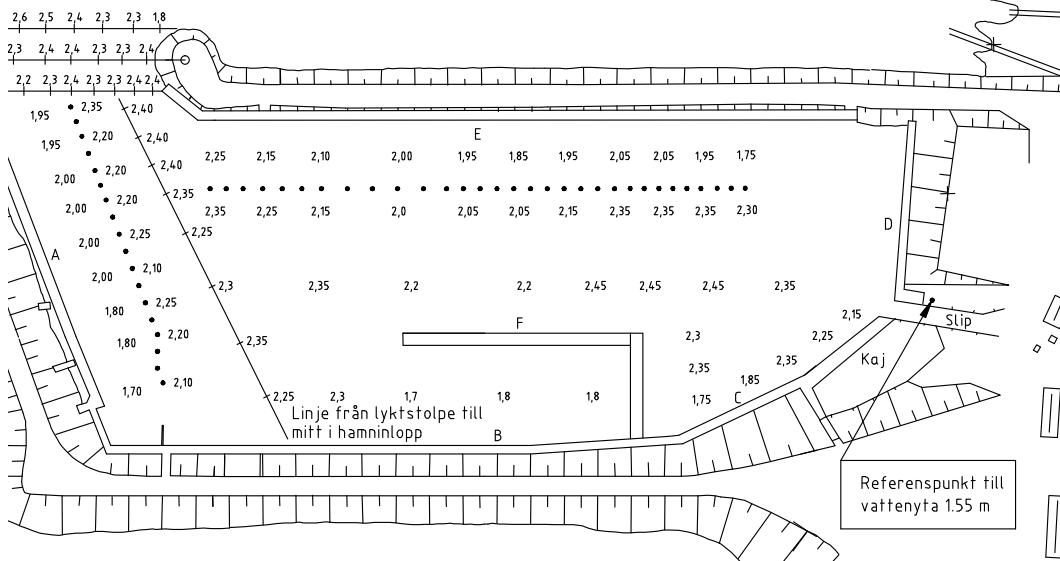 2,6 2,5 2,4 2,3 2,3 1,8
2,3 2,3 2,4 2,3 2,3 2,4
2,2 2,3 2,4 2,3 2,3 2,4 2,4
1,95 2,35 2,40
1,95 2,20 2,40
E
2,25 2,15 2,10 2,00 1,95 1,85 1,95 2,05 2,05 1,95 1,75
2,00 2,20 2,40
2,35
2,00 2,20
2,35 2,25 2,15 2,0 2,05 2,05 2,15 2,35 2,35 2,35 2,30
D
2,00 2,25 2,25
A
2,00 2,10
2,3 2,35 2,2 2,2 2,45 2,45 2,45 2,35
1,80 2,25
2,15
Slip
F
1,80 2,20 2,35 2,3 2,25
2,35 2,35 Kaj
1,70 2,10 1,85
2,25 2,3 1,7 1,8 1,8 1,75 C
Linje från lyktstolpe till
mitt i hamninlopp
B
Referenspunkt till
vattenyta 1.55 m